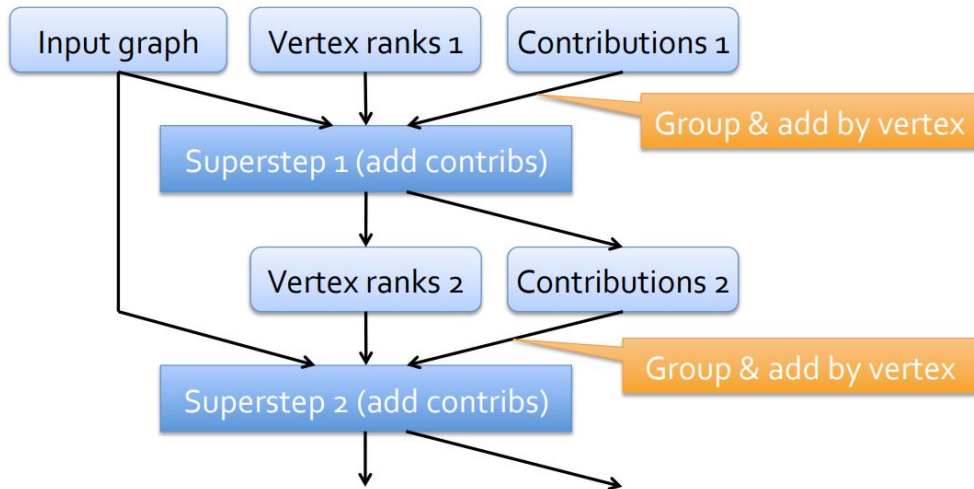 Input graph
Vertex ranks 1
Contributions 1
Group & add by vertex
Superstep 1 (add contribs)
Vertex ranks 2
Contributions 2
Group & add by vertex
Superstep 2 (add contribs)